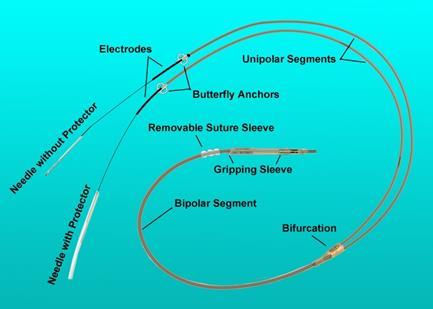 Electrodes
Unipolar Segments
Butterfly Anchors
Needle without Protector
Removable Suture Sleeve
Gripping Sleeve
Needle with Protector
Bipolar Segment
Bifurcation